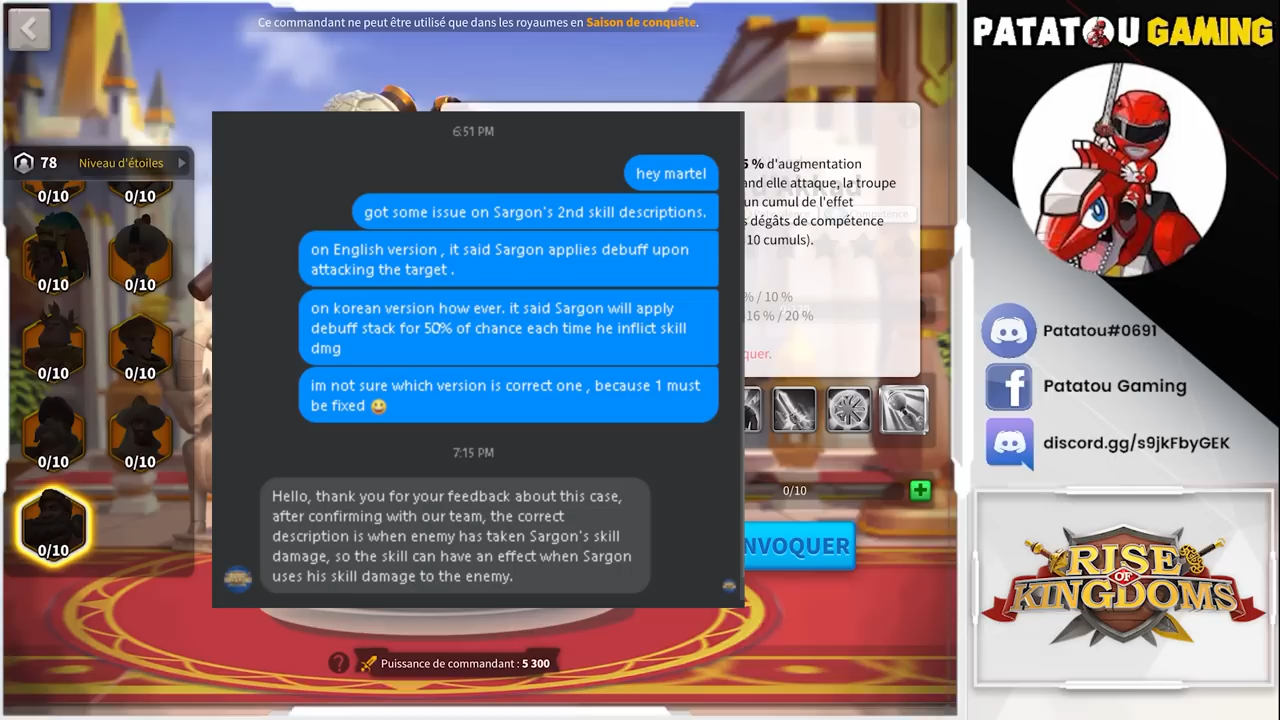 Ce commandant ne peut être utilisé que dans les royaumes en Saison de conquête.
PATATOU GAMING
78 Niveau d'étoiles
0/10 0/10
0/10 0/10
0/10 0/10
0/10 0/10
0/10
6:51 PM
hey martel
got some issue on Sargon's 2nd skill descriptions.
on English version , it said Sargon applies debuff upon
attacking the target .
on korean version how ever. it said Sargon will apply
debuff stack for 50% of chance each time he inflict skill
dmg
im not sure which version is correct one , because 1 must
be fixed 😀
7:15 PM
Hello, thank you for your feedback about this case,
after confirming with our team, the correct
description is when enemy has taken Sargon's skill
damage, so the skill can have an effect when Sargon
uses his skill damage to the enemy.
5 % d'augmentation
and elle attaque, la troupe
un cumul de l'effet
s dégâts de compétence
10 cumuls).
% / 10 %
16 % / 20 %
quer.
0/10
NVOQUER
Puissance de commandant : 5 300
Patatou#0691
Patatou Gaming
discord.gg/s9jkFbyGEK
RISE
OF
KINGDOMS